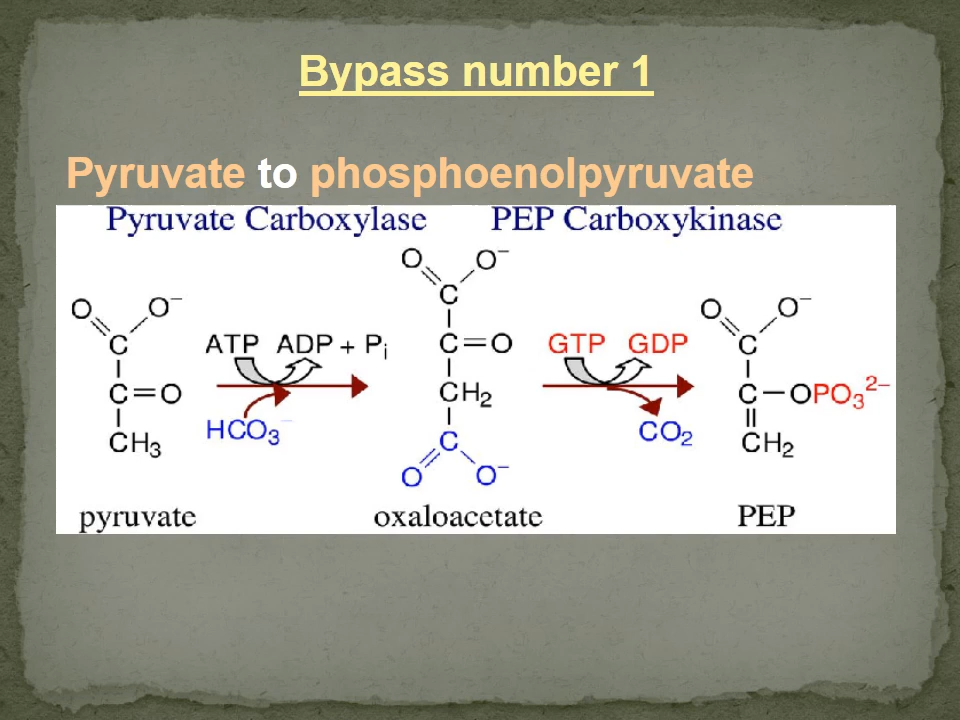 Bypass number 1
Pyruvate to phosphoenolpyruvate
Pyruvate Carboxylase PEP Carboxykinase
O O⁻
C
C=O
CH₃
ATP ADP + Pi
HCO₃⁻
O O⁻
C
C=O
CH₂
C
O O⁻
GTP GDP
CO₂
O O⁻
C
C—OPO₃²⁻
CH₂
pyruvate oxaloacetate PEP